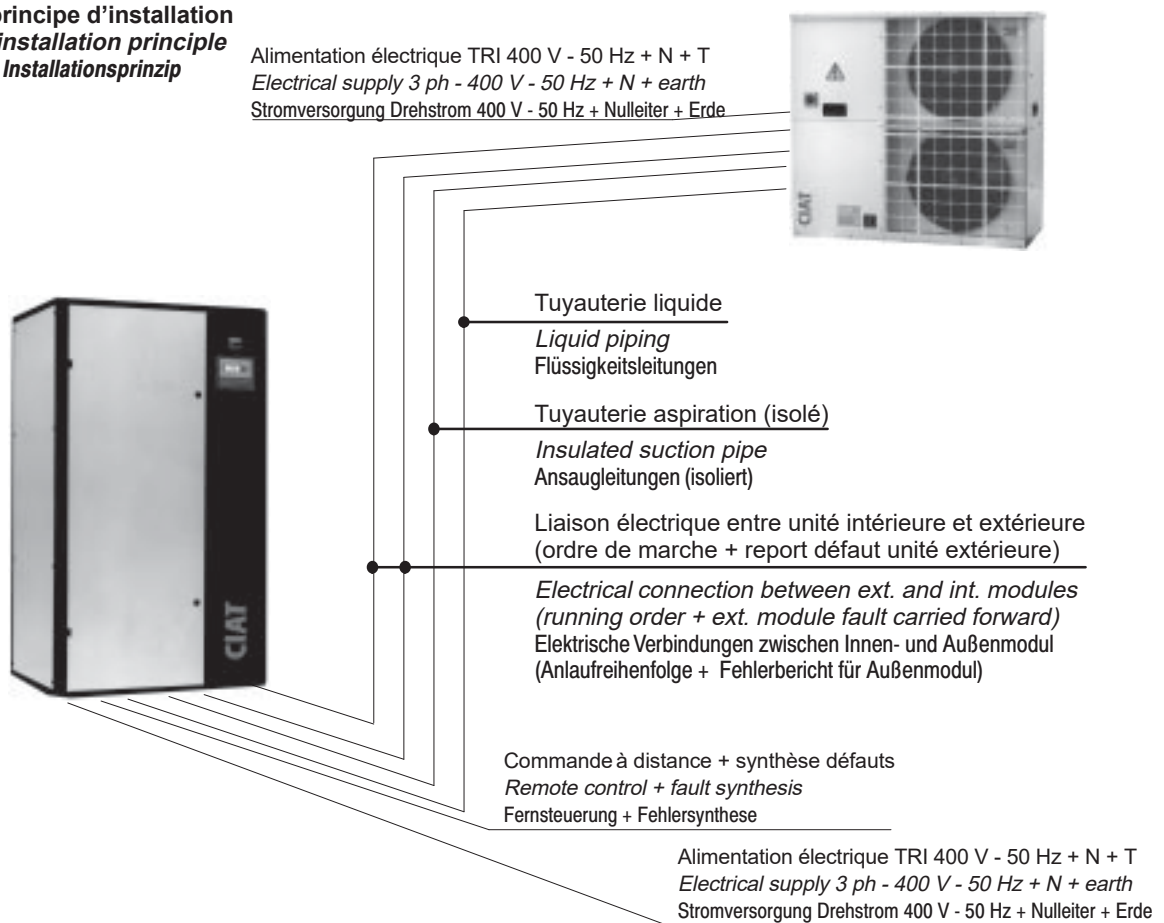 principe d'installation
installation principle
Installationsprinzip
Alimentation électrique TRI 400 V - 50 Hz + N + T
Electrical supply 3 ph - 400 V - 50 Hz + N + earth
Stromversorgung Drehstrom 400 V - 50 Hz + Nulleiter + Erde
CIAT
Tuyauterie liquide
Liquid piping
Flüssigkeitsleitungen
Tuyauterie aspiration (isolé)
Insulated suction pipe
Ansaugleitungen (isoliert)
Liaison électrique entre unité intérieure et extérieure
(ordre de marche + report défaut unité extérieure)
Electrical connection between ext. and int. modules
(running order + ext. module fault carried forward)
Elektrische Verbindungen zwischen Innen- und Außenmodul
(Anlaufreihenfolge + Fehlerbericht für Außenmodul)
CIAT
Commande à distance + synthèse défauts
Remote control + fault synthesis
Fernsteuerung + Fehlersynthese
Alimentation électrique TRI 400 V - 50 Hz + N + T
Electrical supply 3 ph - 400 V - 50 Hz + N + earth
Stromversorgung Drehstrom 400 V - 50 Hz + Nulleiter + Erde